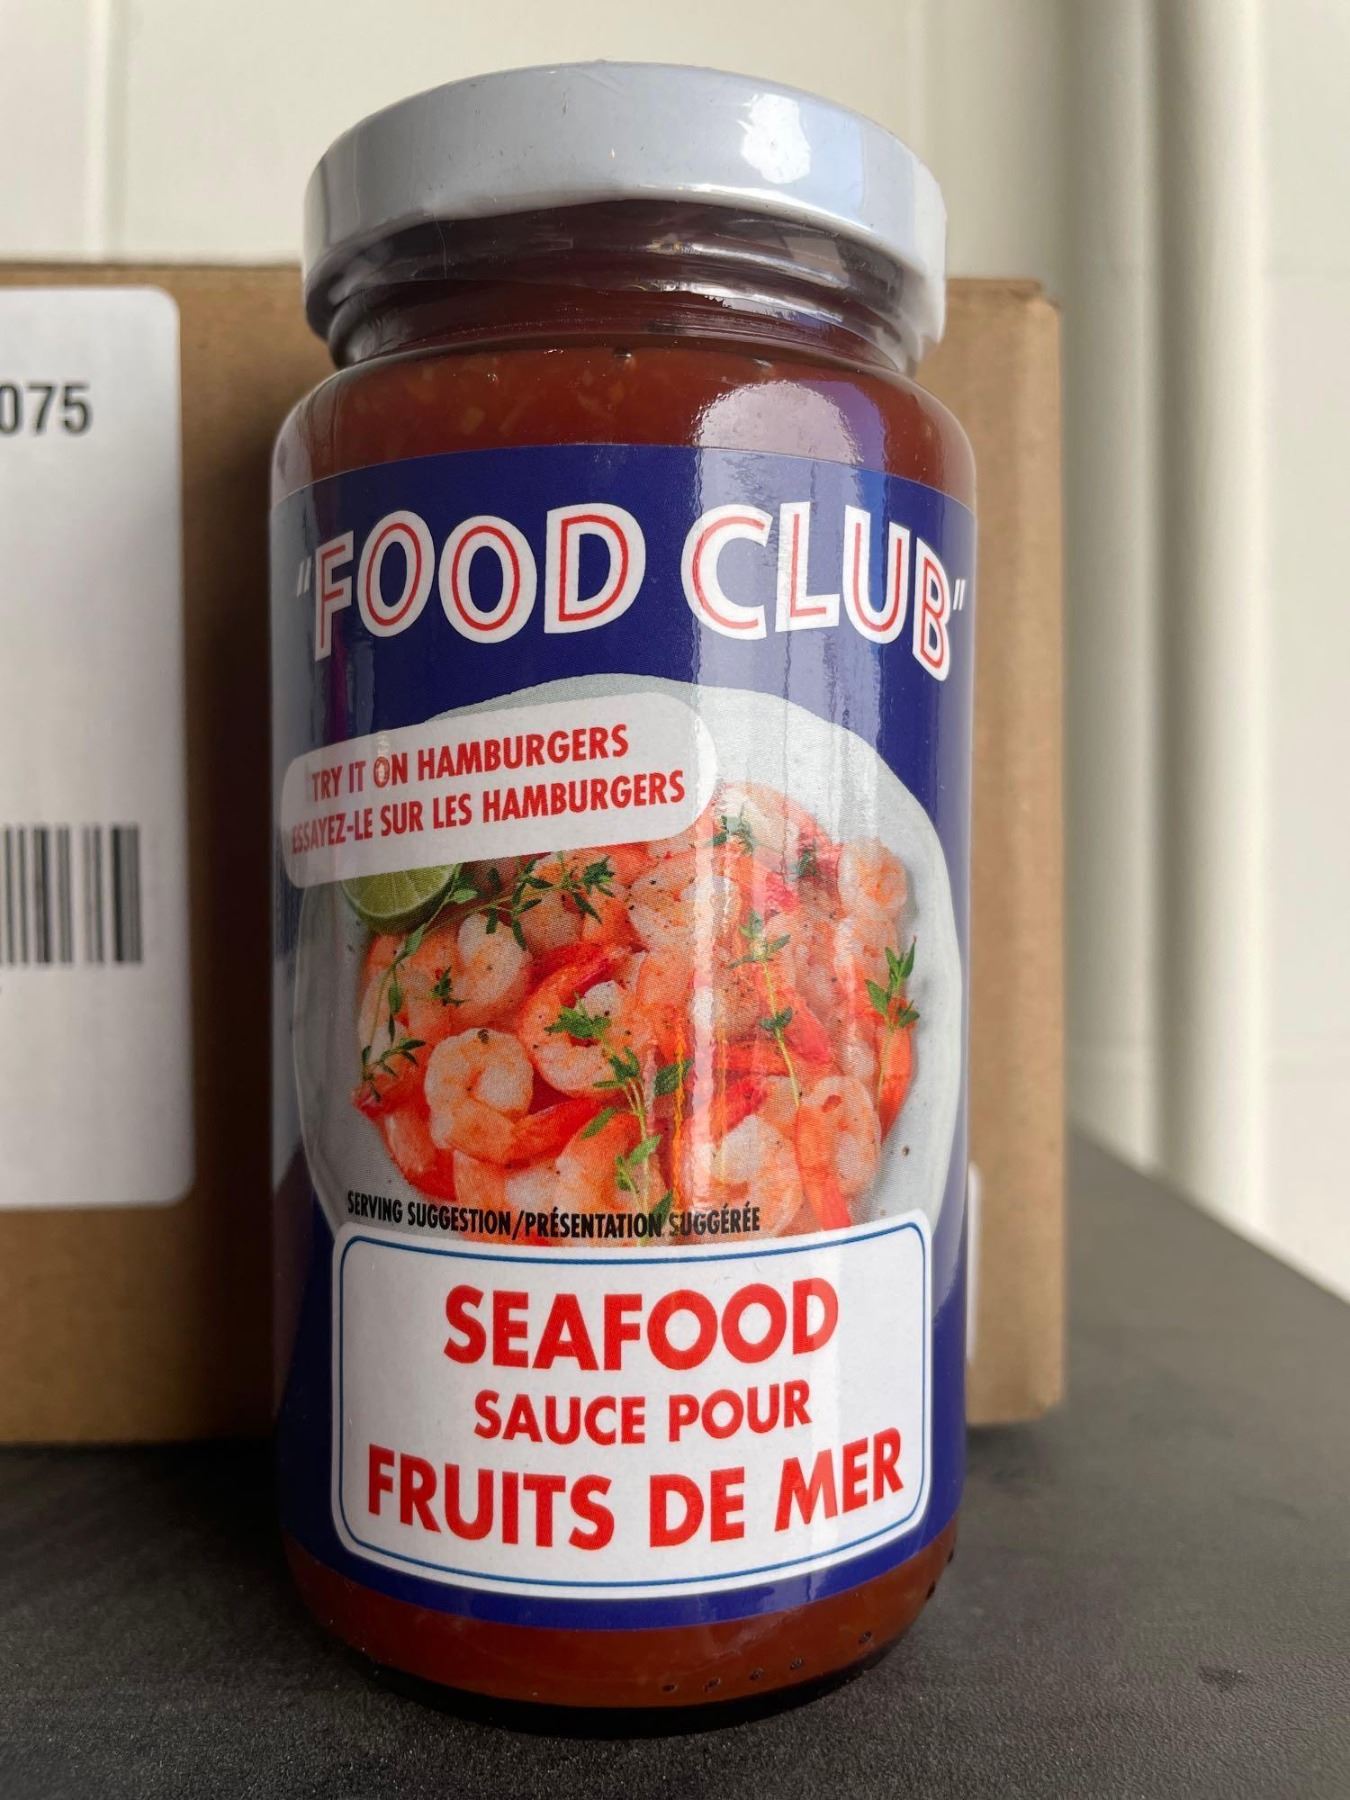 075
"FOOD CLUB"
TRY IT ON HAMBURGERS
ESSAYEZ-LE SUR LES HAMBURGERS
SERVING SUGGESTION/PRÉSENTATION SUGGÉRÉE
SEAFOOD
SAUCE POUR
FRUITS DE MER